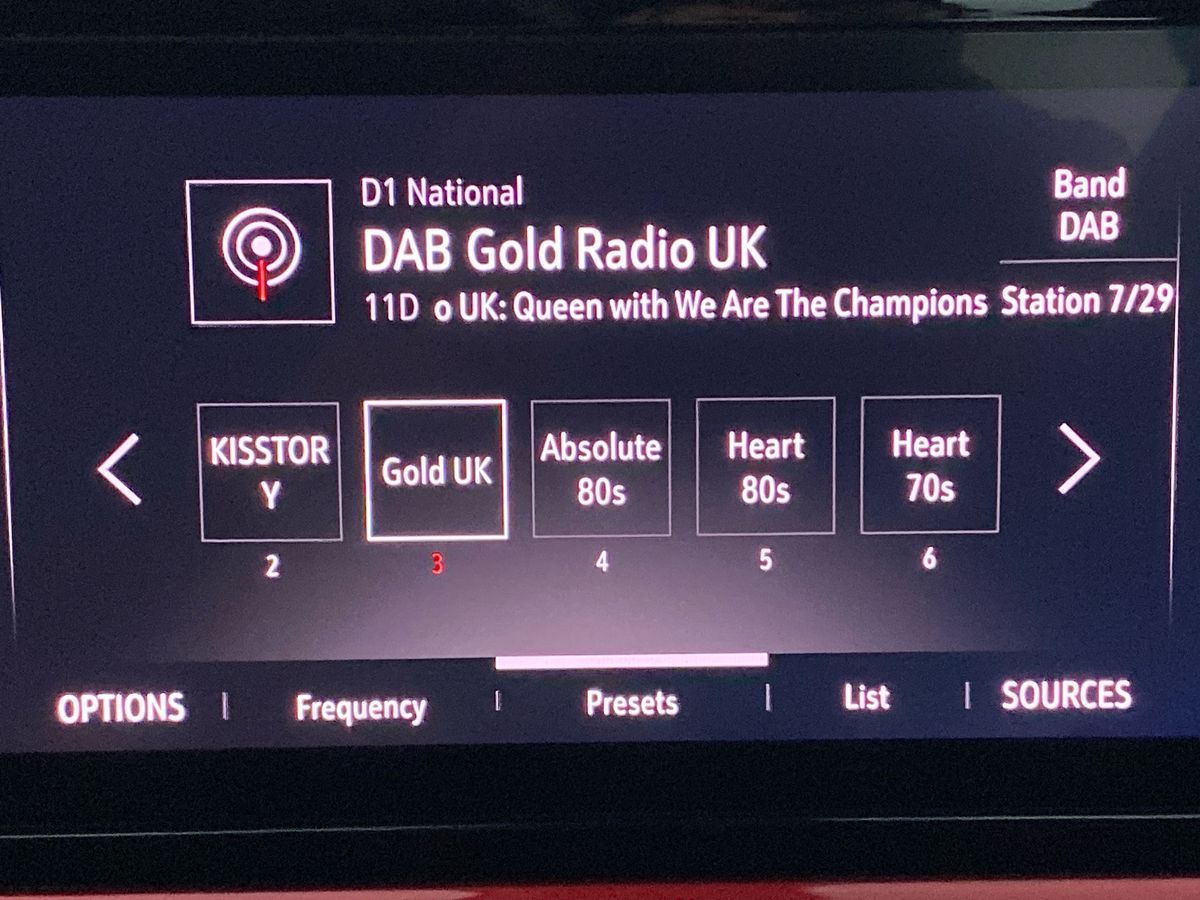 D1 National
DAB Gold Radio UK
11D o UK: Queen with We Are The Champions
Band
DAB
Station 7/29
KISSTOR
Y
2
Gold UK
3
Absolute
80s
4
Heart
80s
5
Heart
70s
6
OPTIONS
Frequency
Presets
List
SOURCES